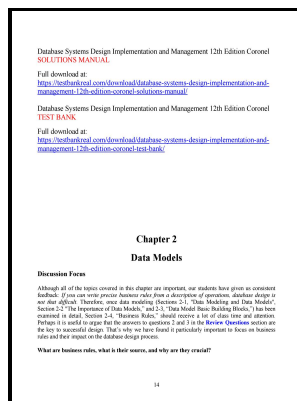 Database Systems Design Implementation and Management 12th Edition Coronel
SOLUTIONS MANUAL
Full download at:
https://testbankreal.com/download/database-systems-design-implementation-and-
management-12th-edition-coronel-solutions-manual/
Database Systems Design Implementation and Management 12th Edition Coronel
TEST BANK
Full download at:
https://testbankreal.com/download/database-systems-design-implementation-and-
management-12th-edition-coronel-test-bank/
Chapter 2
Data Models
Discussion Focus
Although all of the topics covered in this chapter are important, our students have given us consistent
feedback: If you can write precise business rules from a description of operations, database design is
not that difficult. Therefore, once data modeling (Sections 2-1, "Data Modeling and Data Models",
Section 2-2 "The Importance of Data Models," and 2-3, "Data Model Basic Building Blocks,") has been
examined in detail, Section 2-4, "Business Rules," should receive a lot of class time and attention.
Perhaps it is useful to argue that the answers to questions 2 and 3 in the Review Questions section are
the key to successful design. That's why we have found it particularly important to focus on business
rules and their impact on the database design process.
What are business rules, what is their source, and why are they crucial?
14